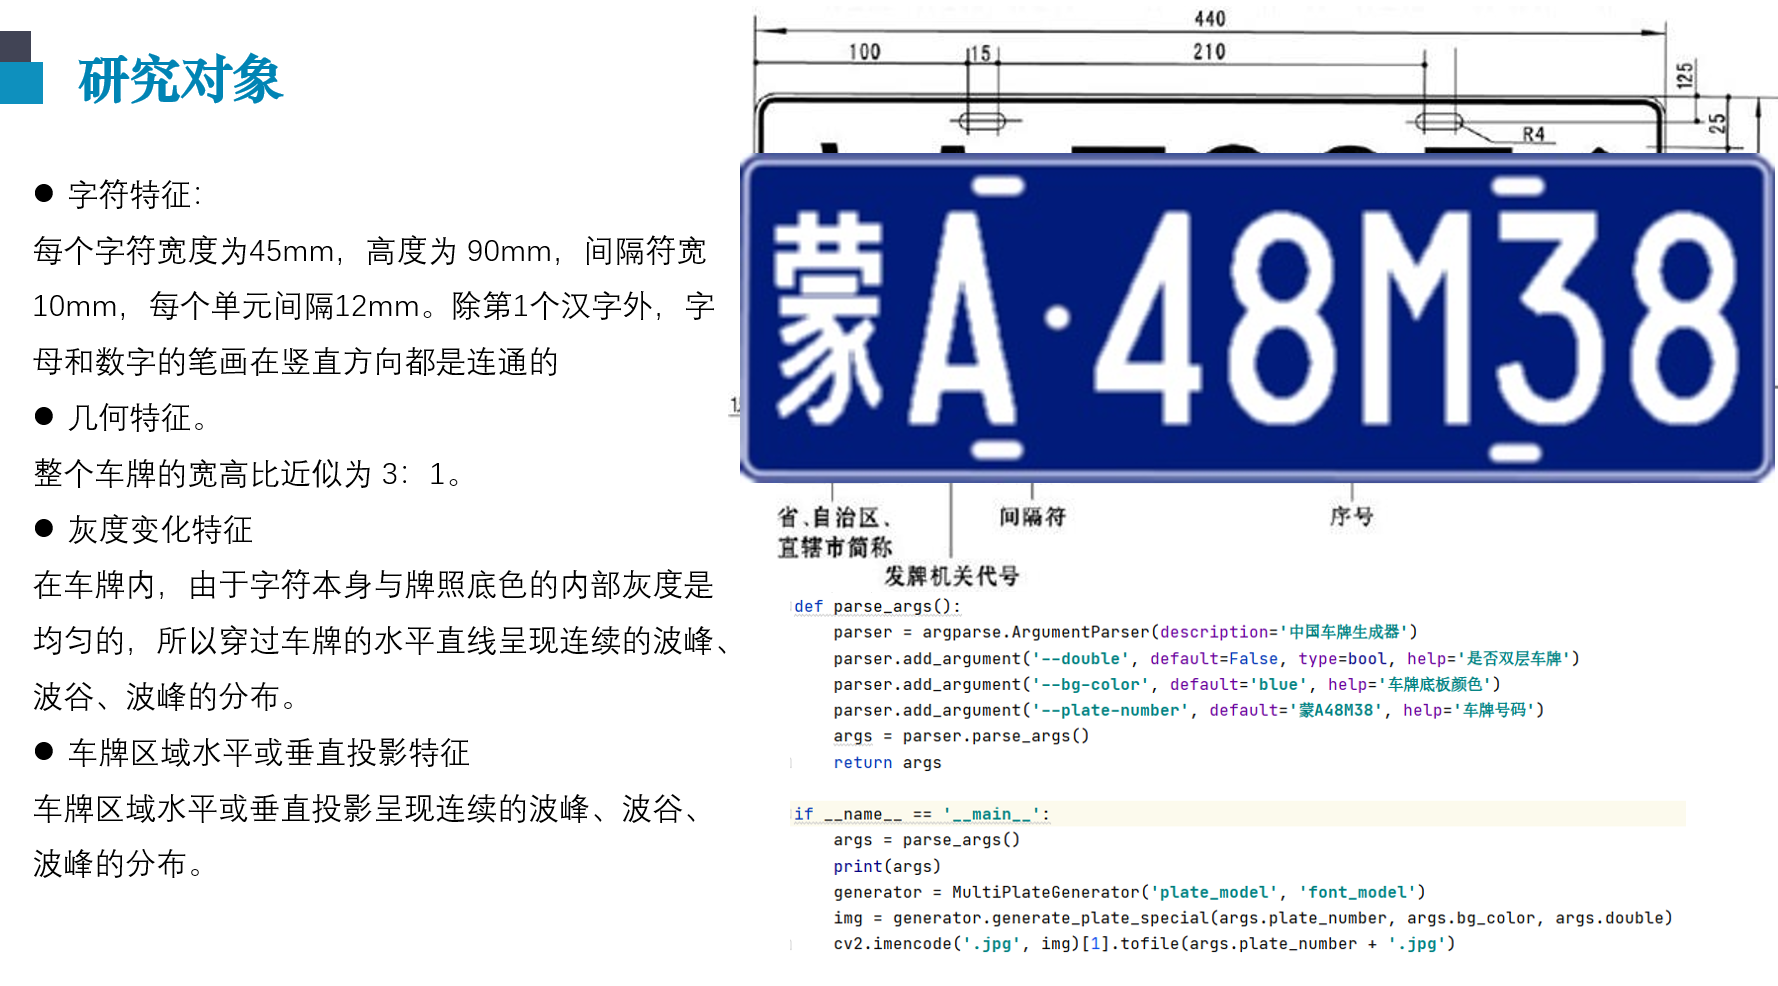 研究对象
● 字符特征：
每个字符宽度为45mm，高度为 90mm，间隔符宽
10mm，每个单元间隔12mm。除第1个汉字外，字
母和数字的笔画在竖直方向都是连通的
● 几何特征。
整个车牌的宽高比近似为 3：1。
● 灰度变化特征
在车牌内，由于字符本身与牌照底色的内部灰度是
均匀的，所以穿过车牌的水平直线呈现连续的波峰、
波谷、波峰的分布。
● 车牌区域水平或垂直投影特征
车牌区域水平或垂直投影呈现连续的波峰、波谷、
波峰的分布。
440
100 15 210
125
25
R4
蒙A·48M38
省、自治区、
直辖市简称
间隔符
序号
发牌机关代号
def parse_args():
    parser = argparse.ArgumentParser(description='中国车牌生成器')
    parser.add_argument('--double', default=False, type=bool, help='是否双层车牌')
    parser.add_argument('--bg-color', default='blue', help='车牌底板颜色')
    parser.add_argument('--plate-number', default='蒙A48M38', help='车牌号码')
    args = parser.parse_args()
    return args
if __name__ == '__main__':
    args = parse_args()
    print(args)
    generator = MultiPlateGenerator('plate_model', 'font_model')
    img = generator.generate_plate_special(args.plate_number, args.bg_color, args.double)
    cv2.imencode('.jpg', img)[1].tofile(args.plate_number + '.jpg')